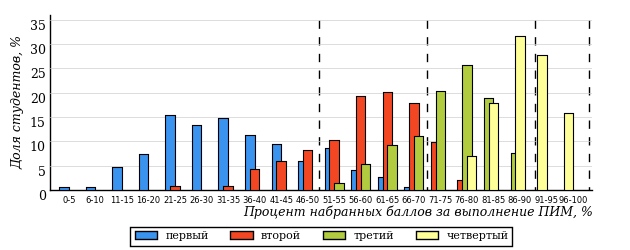 Доля студентов, %
35
30
25
20
15
10
5
0
0-5 6-10 11-15 16-20 21-25 26-30 31-35 36-40 41-45 46-50 51-55 56-60 61-65 66-70 71-75 76-80 81-85 86-90 91-95 96-100
Процент набранных баллов за выполнение ПИМ, %
первый второй третий четвертый